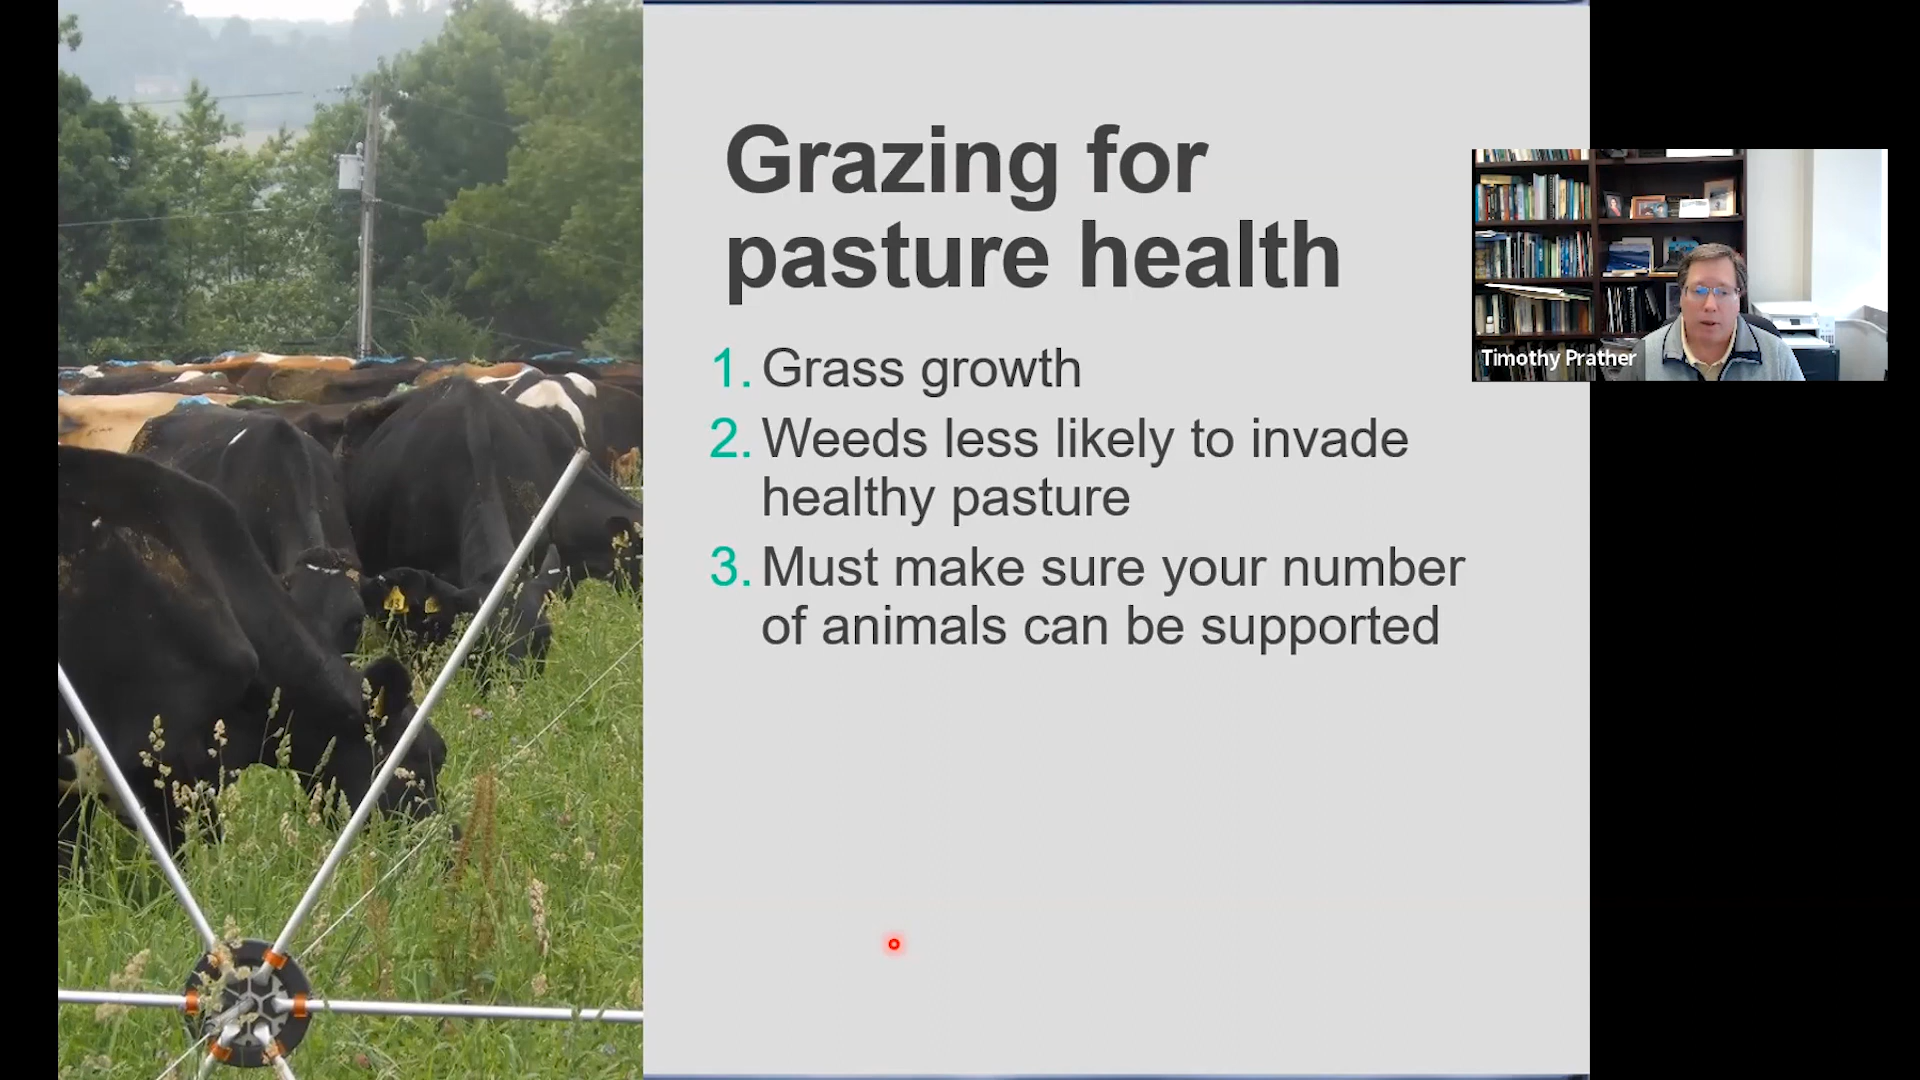 Grazing for
pasture health
1. Grass growth
2. Weeds less likely to invade
healthy pasture
3. Must make sure your number
of animals can be supported
Timothy Prather